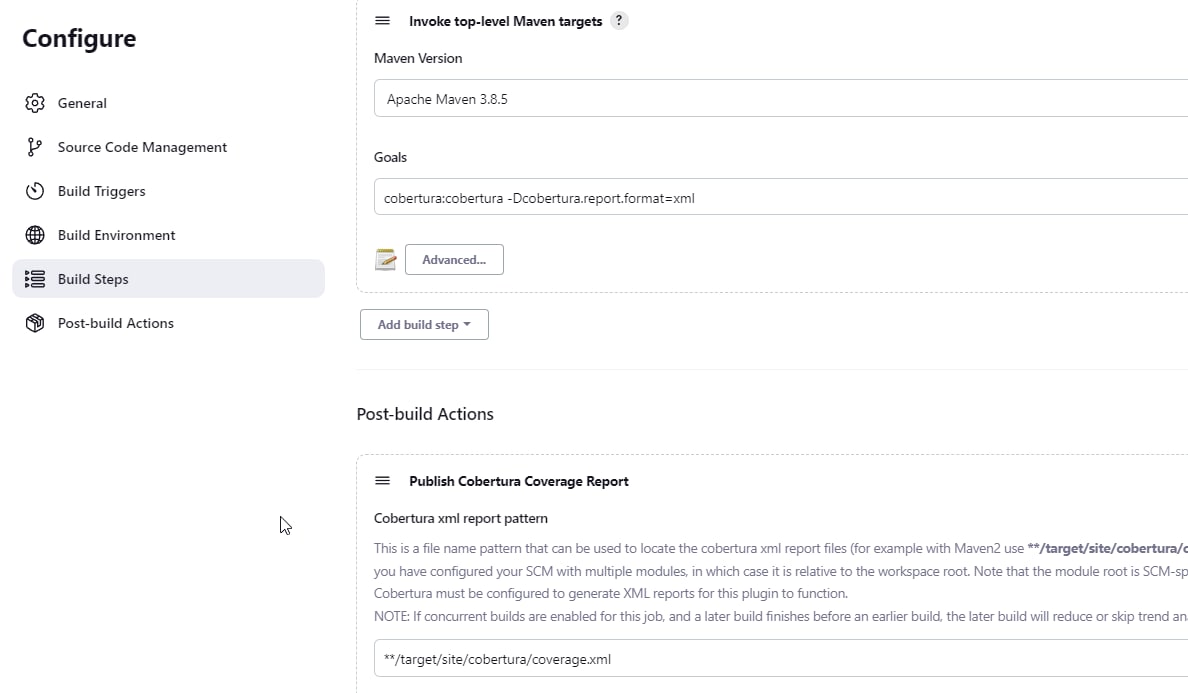 Configure
General
Source Code Management
Build Triggers
Build Environment
Build Steps
Post-build Actions
Invoke top-level Maven targets ?
Maven Version
Apache Maven 3.8.5
Goals
cobertura:cobertura -Dcobertura.report.format=xml
Advanced...
Add build step
Post-build Actions
Publish Cobertura Coverage Report
Cobertura xml report pattern
This is a file name pattern that can be used to locate the cobertura xml report files (for example with Maven2 use **/target/site/cobertura/c
you have configured your SCM with multiple modules, in which case it is relative to the workspace root. Note that the module root is SCM-sp
Cobertura must be configured to generate XML reports for this plugin to function.
NOTE: If concurrent builds are enabled for this job, and a later build finishes before an earlier build, the later build will reduce or skip trend an
**/target/site/cobertura/coverage.xml